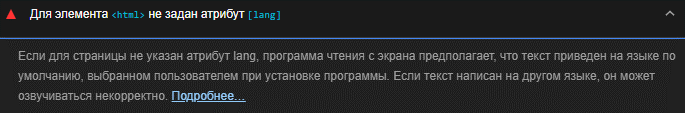 Для элемента <html> не задан атрибут [lang]
Если для страницы не указан атрибут lang, программа чтения с экрана предполагает, что текст приведен на языке по
умолчанию, выбранном пользователем при установке программы. Если текст написан на другом языке, он может
озвучиваться некорректно. Подробнее…